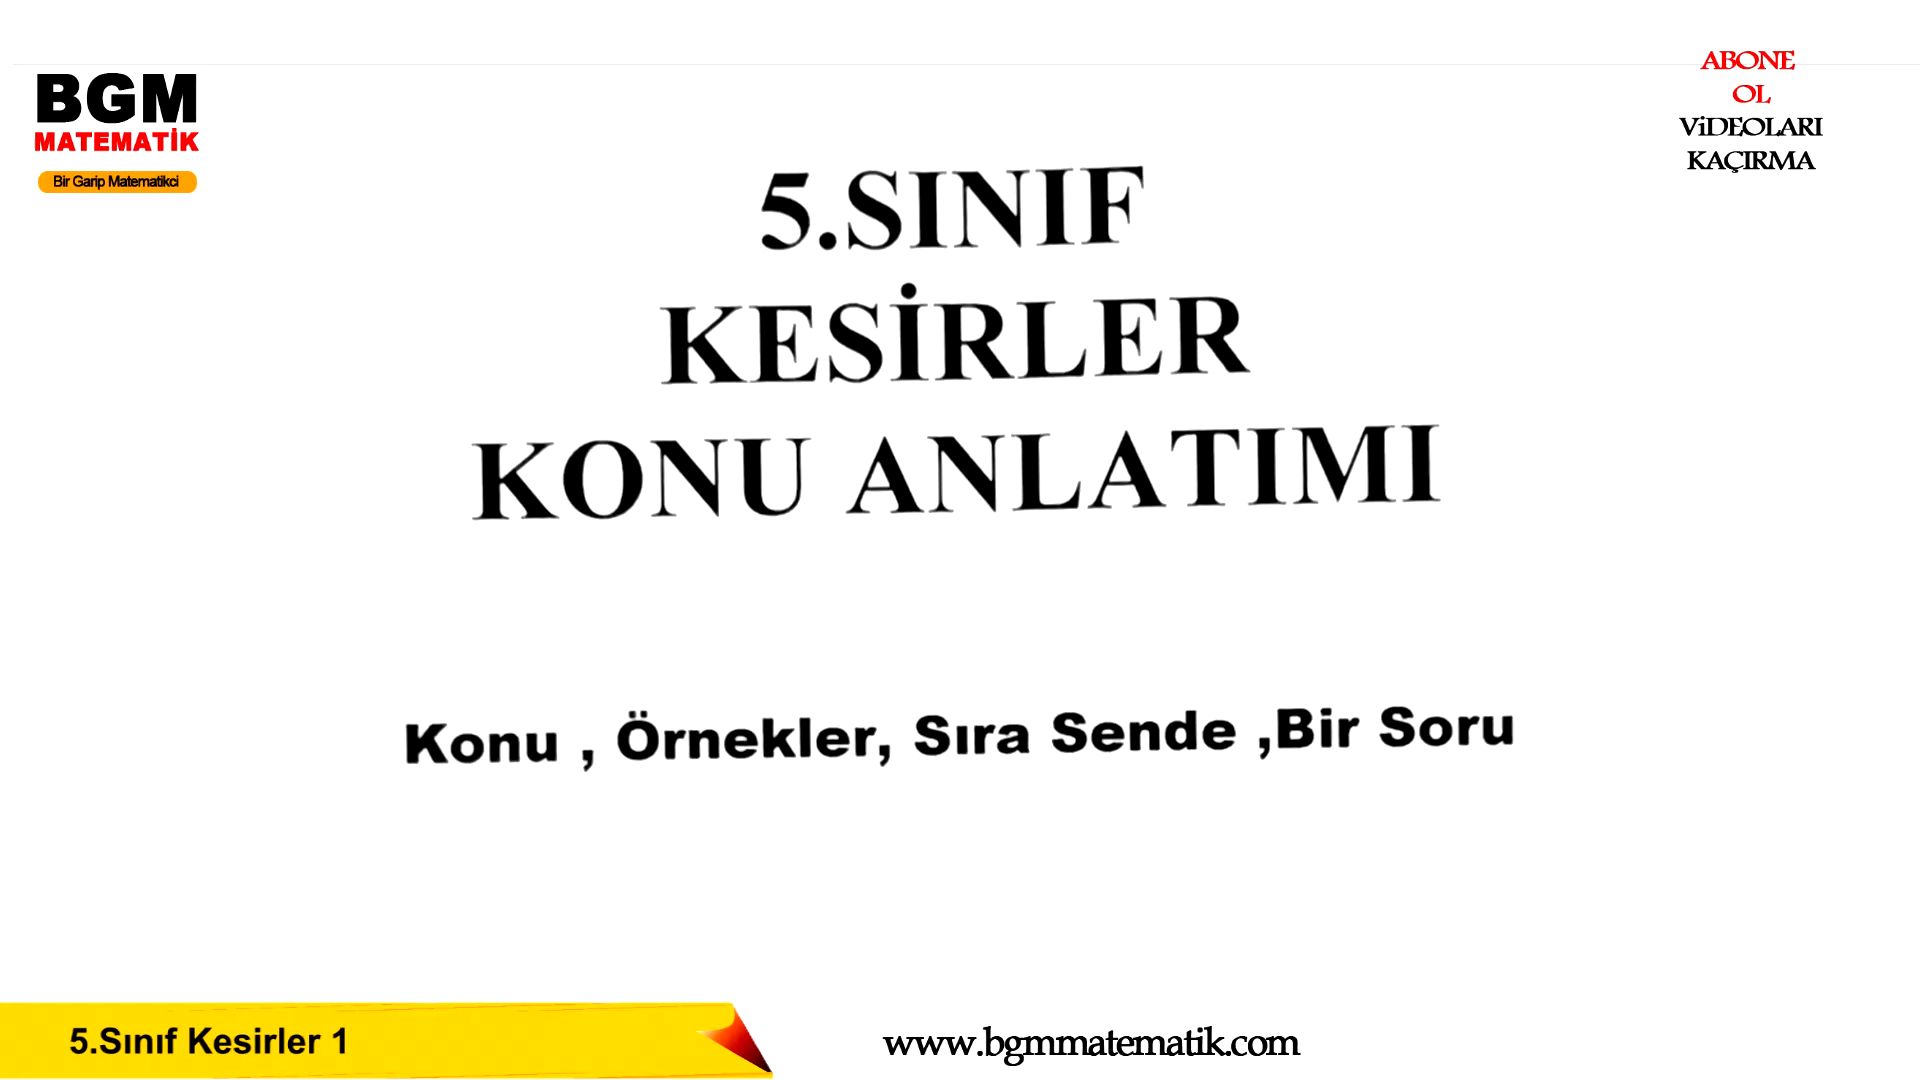 BGM
MATEMATİK
Bir Garip Matematikci
ABONE
OL
ViDEOLARI
KAÇIRMA
5.SINIF
KESİRLER
KONU ANLATIMI
Konu , Örnekler, Sıra Sende ,Bir Soru
5.Sınıf Kesirler 1
www.bgmmatematik.com